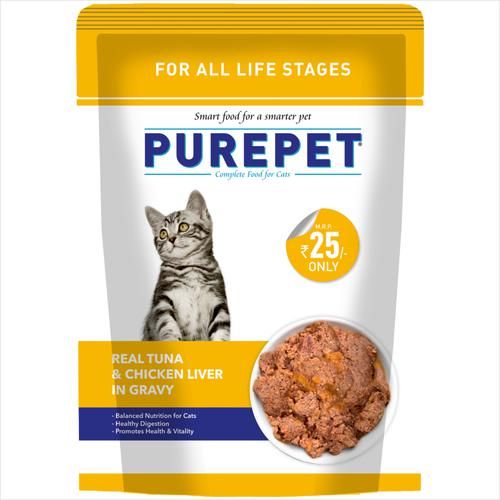 FOR ALL LIFE STAGES
Smart food for a smarter pet
PUREPET®
Complete Food for Cats
M.R.P.
₹25/-
ONLY
REAL TUNA
& CHICKEN LIVER
IN GRAVY
- Balanced Nutrition for Cats
- Healthy Digestion
- Promotes Health & Vitality